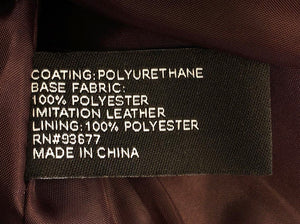 COATING: POLYURETHANE
BASE FABRIC:
100% POLYESTER
IMITATION LEATHER
LINING: 100% POLYESTER
RN#93677
MADE IN CHINA